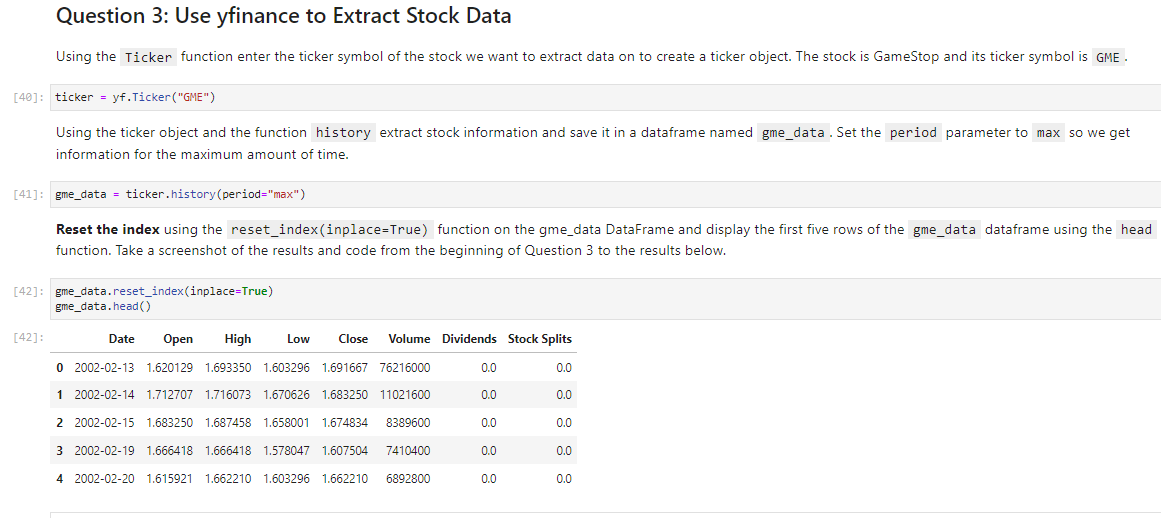 Question 3: Use yfinance to Extract Stock Data
Using the Ticker function enter the ticker symbol of the stock we want to extract data on to create a ticker object. The stock is GameStop and its ticker symbol is GME .
[40]: ticker = yf.Ticker("GME")
Using the ticker object and the function history extract stock information and save it in a dataframe named gme_data . Set the period parameter to max so we get
information for the maximum amount of time.
[41]: gme_data = ticker.history(period="max")
Reset the index using the reset_index(inplace=True) function on the gme_data DataFrame and display the first five rows of the gme_data dataframe using the head
function. Take a screenshot of the results and code from the beginning of Question 3 to the results below.
[42]: gme_data.reset_index(inplace=True)
gme_data.head()
[42]: Date Open High Low Close Volume Dividends Stock Splits
0 2002-02-13 1.620129 1.693350 1.603296 1.691667 76216000 0.0 0.0
1 2002-02-14 1.712707 1.716073 1.670626 1.683250 11021600 0.0 0.0
2 2002-02-15 1.683250 1.687458 1.658001 1.674834 8389600 0.0 0.0
3 2002-02-19 1.666418 1.666418 1.578047 1.607504 7410400 0.0 0.0
4 2002-02-20 1.615921 1.662210 1.603296 1.662210 6892800 0.0 0.0